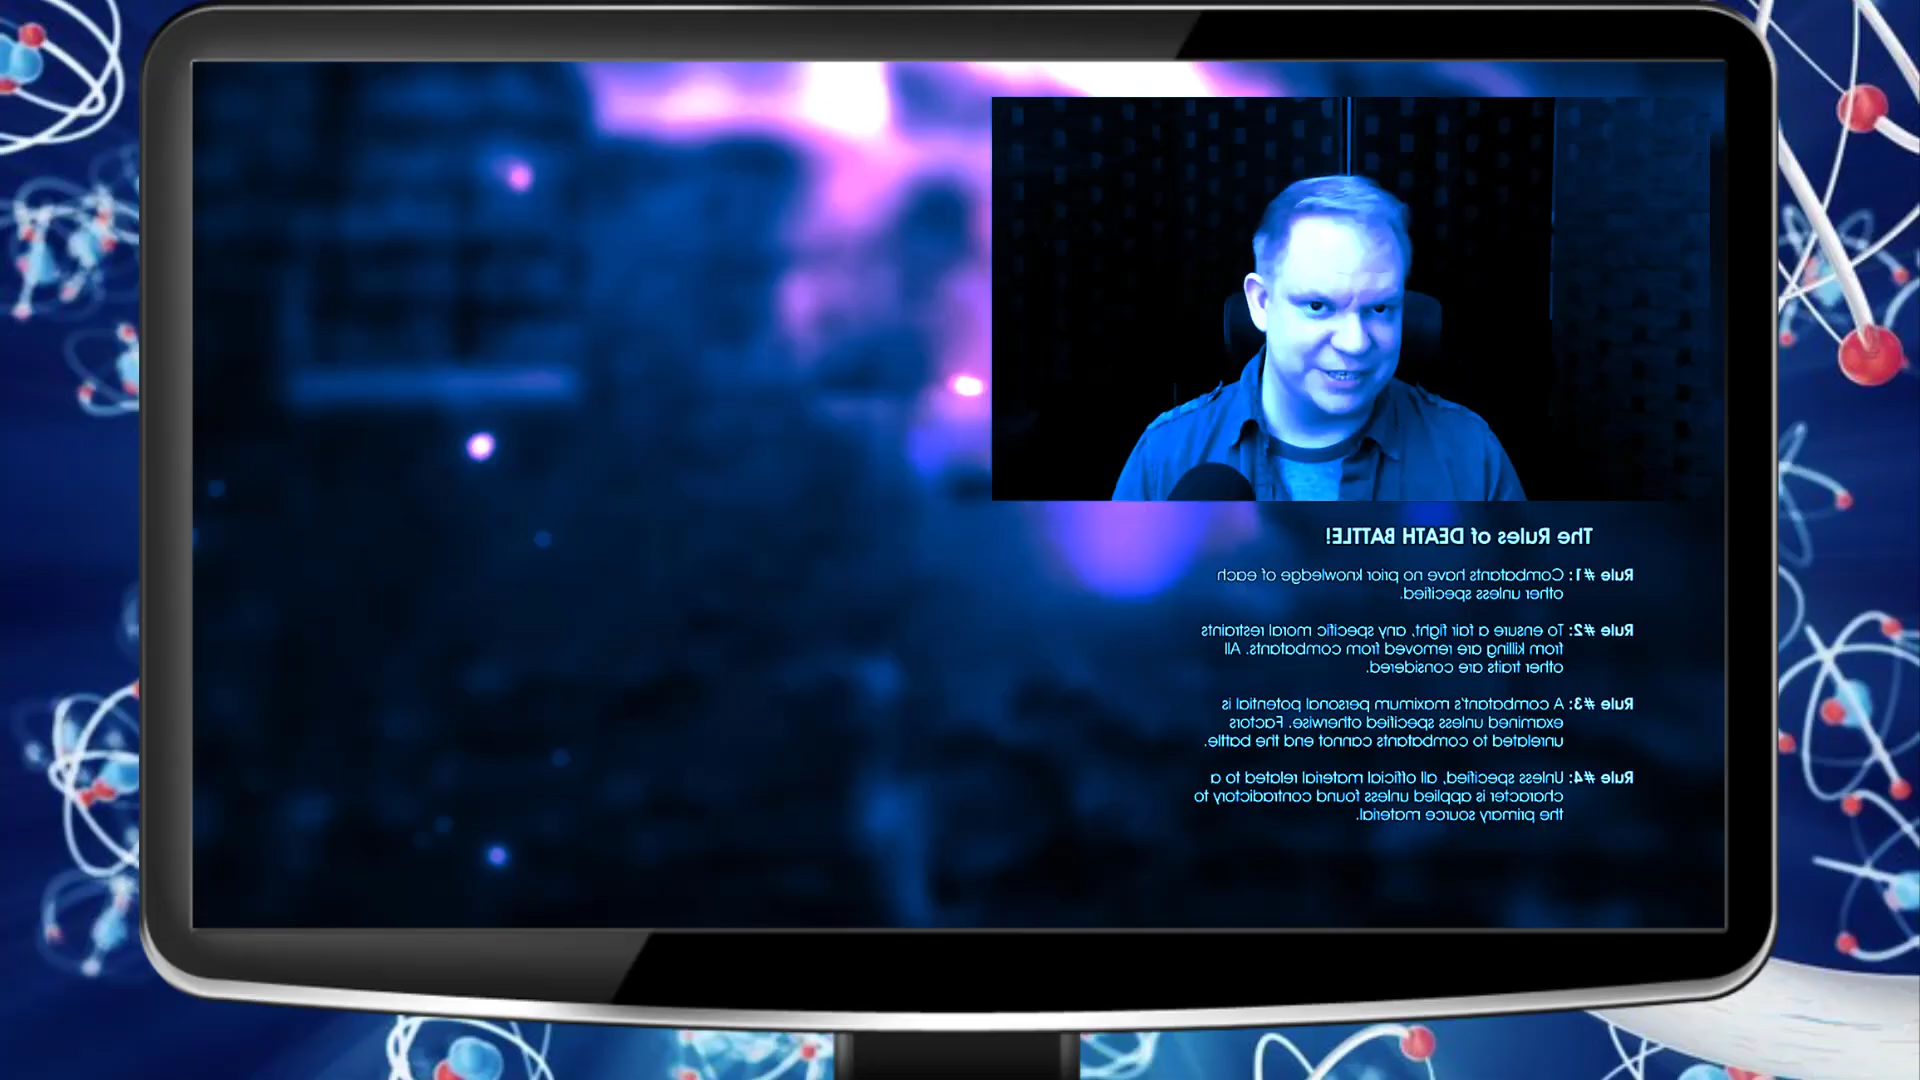 The Rules of DEATH BATTLE!
Rule #1: Combatants have no prior knowledge of each
other unless specified.
Rule #2: To ensure a fair fight, any specific moral restraints
from killing are removed from combatants. All
other traits are considered.
Rule #3: A combatant's maximum personal potential is
examined unless specified otherwise. Factors
unrelated to combatants cannot end the battle.
Rule #4: Unless specified, all official material related to a
character is applied unless found contradictory to
the primary source material.